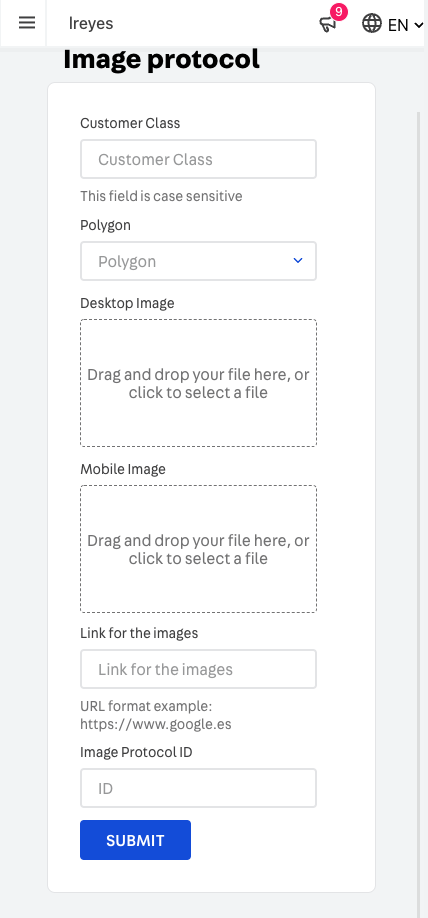 Ireyes
9
EN
Image protocol
Customer Class
Customer Class
This field is case sensitive
Polygon
Polygon
Desktop Image
Drag and drop your file here, or
click to select a file
Mobile Image
Drag and drop your file here, or
click to select a file
Link for the images
Link for the images
URL format example:
https://www.google.es
Image Protocol ID
ID
SUBMIT